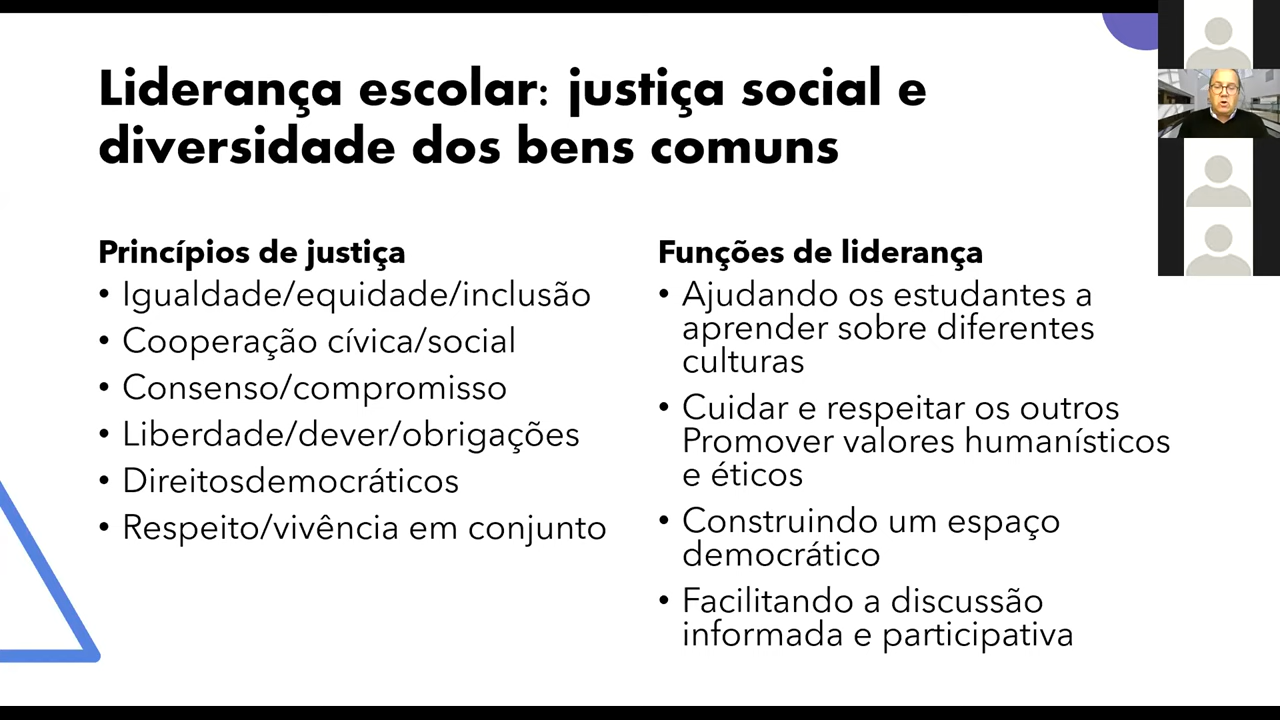 Liderança escolar: justiça social e
diversidade dos bens comuns
Princípios de justiça
• Igualdade/equidade/inclusão
• Cooperação cívica/social
• Consenso/compromisso
• Liberdade/dever/obrigações
• Direitosdemocráticos
• Respeito/vivência em conjunto
Funções de liderança
• Ajudando os estudantes a
aprender sobre diferentes
culturas
• Cuidar e respeitar os outros
Promover valores humanísticos
e éticos
• Construindo um espaço
democrático
• Facilitando a discussão
informada e participativa